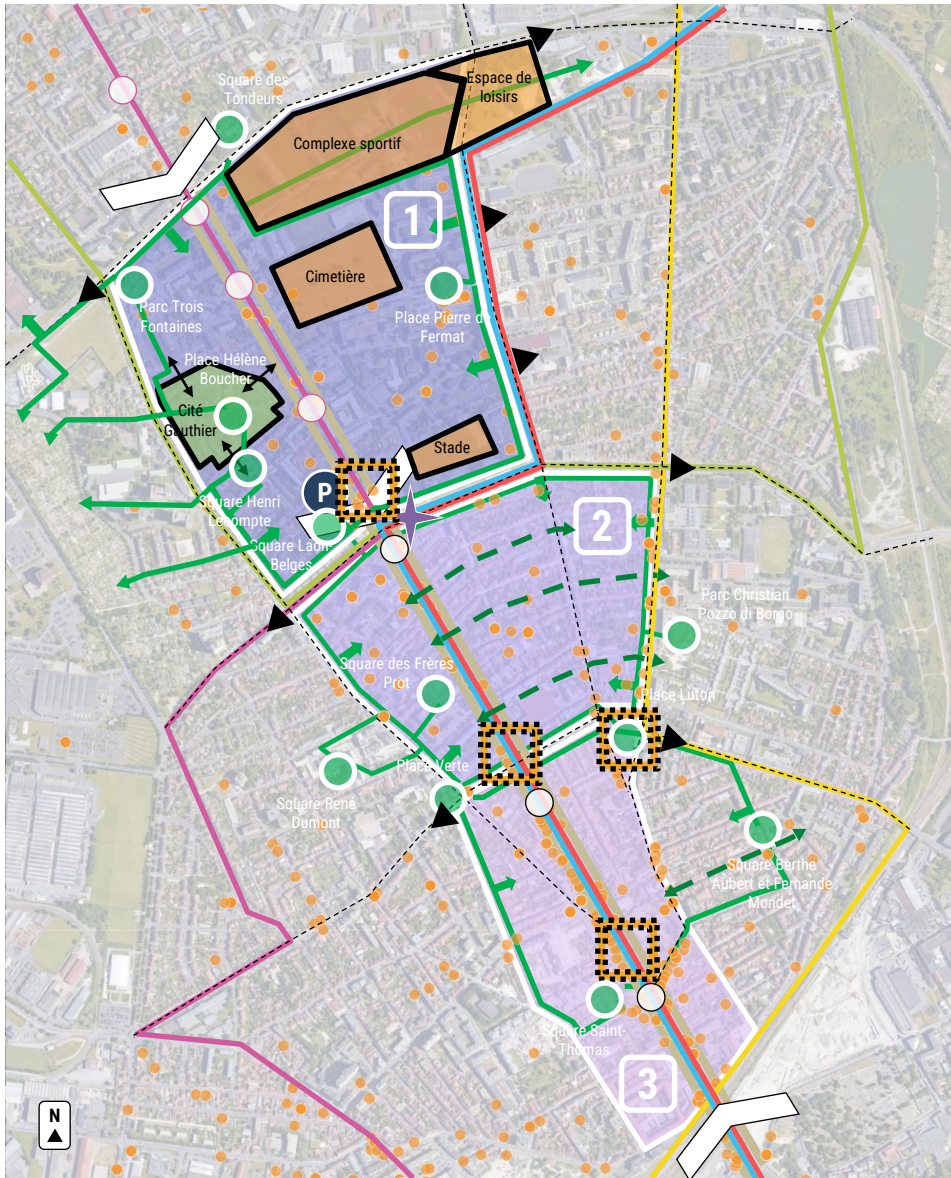 Square des
Tondeurs
Espace de
loisirs
Complexe sportif
1
Cimetière
Parc Trois
Fontaines
Place Pierre de
Fermat
Place Hélène
Boucher
Cité
Gauthier
Stade
P
Square Henri
Lecompte
2
Square Laon-
Belges
Parc Christian
Pozzo di Borgo
Square des Frères
Prot
Place Luton
Place Verte
Square René
Dumont
Square Berthe
Aubert et Fernande
Mondet
Square Saint-
Thomas
3
N